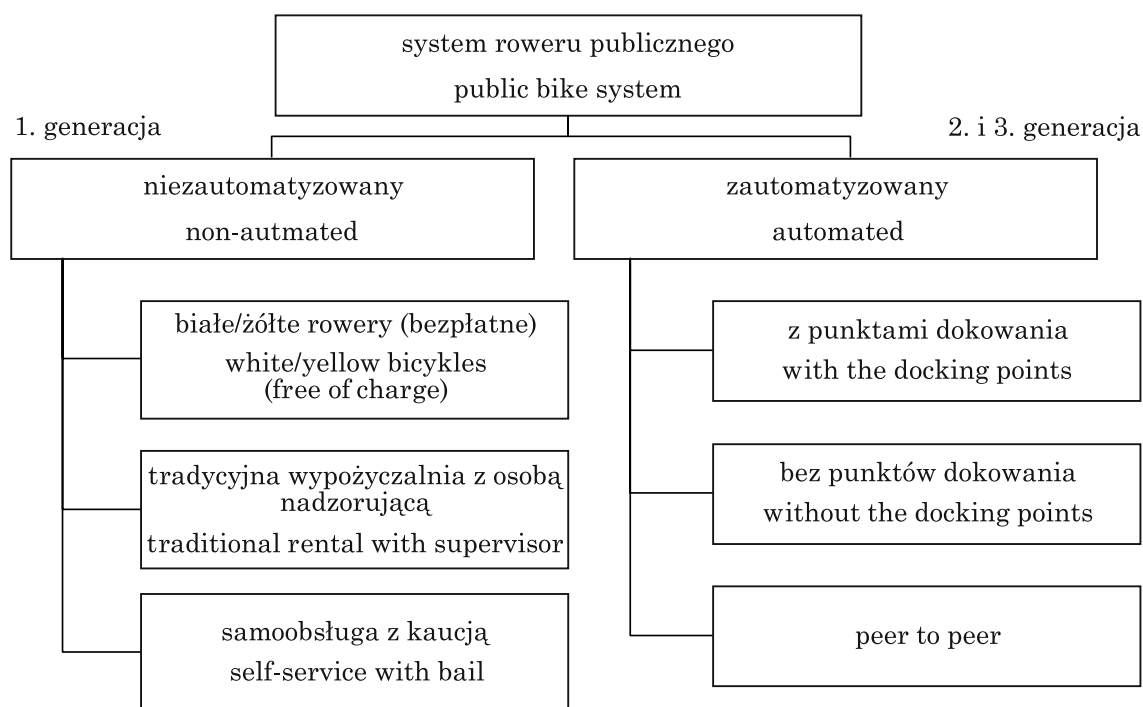 system roweru publicznego
public bike system
1. generacja
2. i 3. generacja
niezautomatyzowany
non-autmated
zautomatyzowany
automated
białe/żółte rowery (bezpłatne)
white/yellow bicykles
(free of charge)
tradycyjna wypożyczalnia z osobą
nadzorującą
traditional rental with supervisor
samoobsługa z kaucją
self-service with bail
z punktami dokowania
with the docking points
bez punktów dokowania
without the docking points
peer to peer